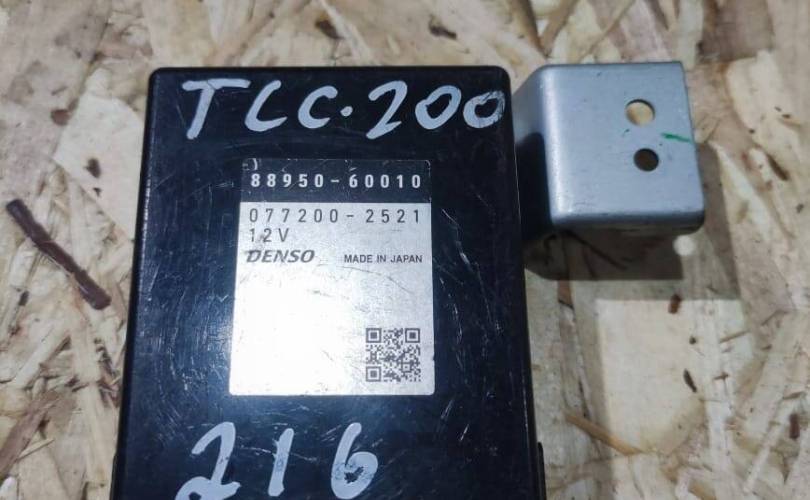 TLC·200
88950-60010
077200-2521
12V
DENSO MADE IN JAPAN
216